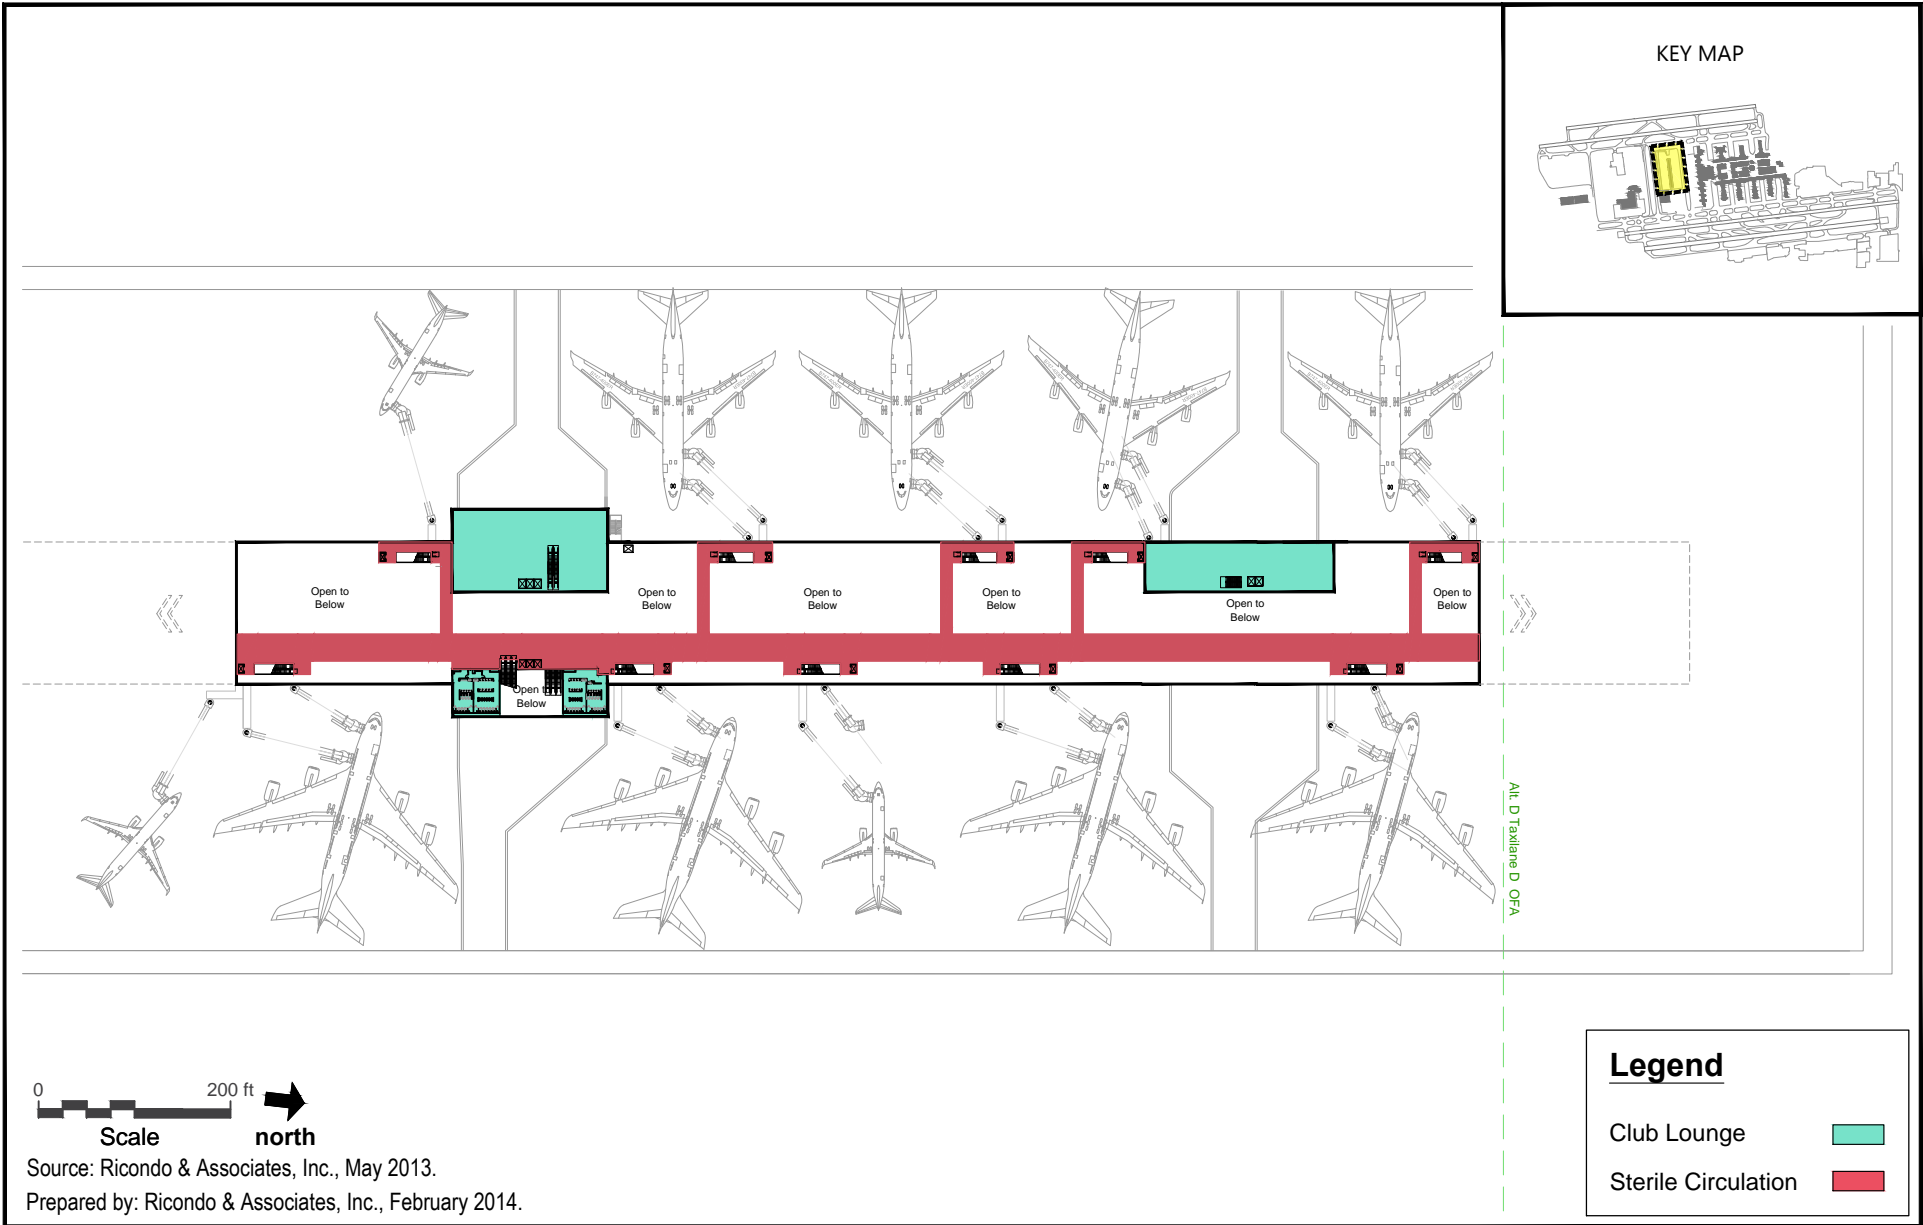 KEY MAP
Open to
Below
Open to
Below
Open to
Below
Open to
Below
Open to
Below
Open to
Below
Open to
Below
Alt. D Taxilane D OFA
0 200 ft
Scale north
Source: Ricondo & Associates, Inc., May 2013.
Prepared by: Ricondo & Associates, Inc., February 2014.
Legend
Club Lounge
Sterile Circulation